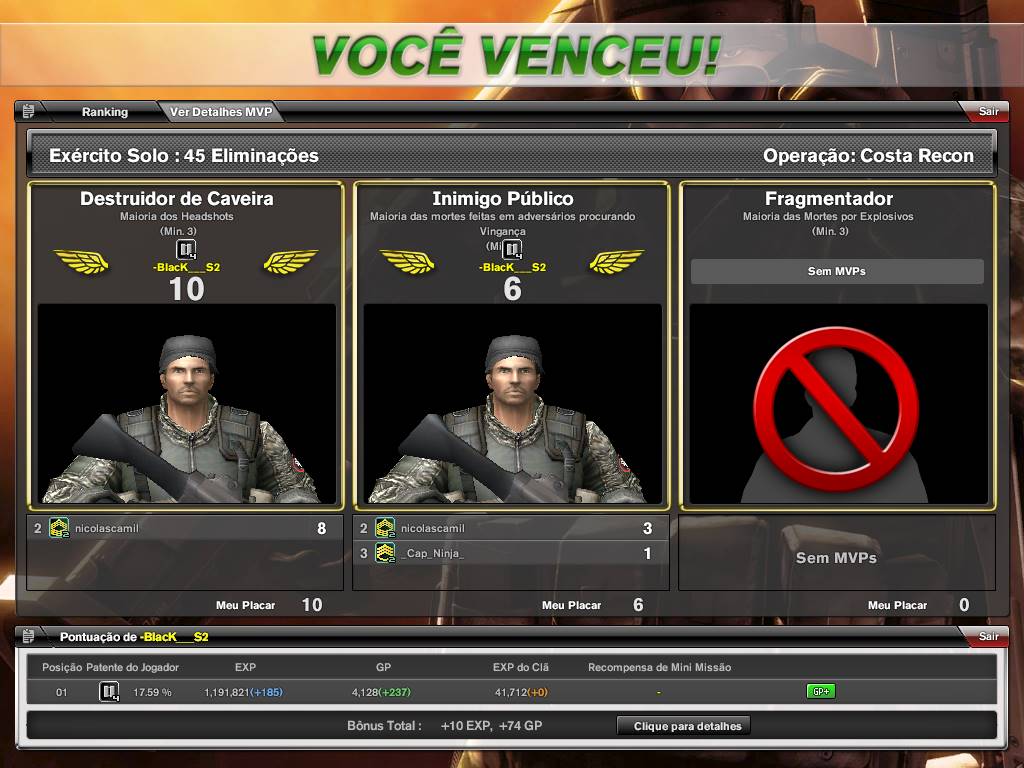 VOCÊ VENCEU!
Ranking
Ver Detalhes MVP
Sair
Exército Solo : 45 Eliminações
Operação: Costa Recon
Destruidor de Caveira
Maioria dos Headshots
(Min. 3)
-BlacK___S2
10
2 nicolascamil 8
Meu Placar 10
Inimigo Público
Maioria das mortes feitas em adversários procurando
Vingança
(Mi
-BlacK___S2
6
2 nicolascamil 3
3 _Cap_Ninja_ 1
Meu Placar 6
Fragmentador
Maioria das Mortes por Explosivos
(Min. 3)
Sem MVPs
Sem MVPs
Meu Placar 0
Pontuação de -BlacK___S2
Sair
Posição Patente do Jogador EXP GP EXP do Clã Recompensa de Mini Missão
01 4 17.59 % 1,191,821(+185) 4,128(+237) 41,712(+0) - GP+
Bônus Total : +10 EXP, +74 GP Clique para detalhes